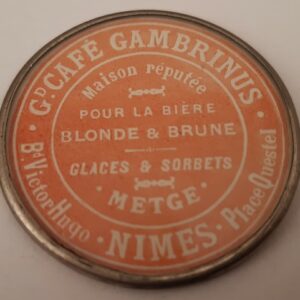 GD CAFÉ GAMBRINUS
Maison réputée
POUR LA BIÈRE
BLONDE & BRUNE
GLACES & SORBETS
METGE
Bd Victor Hugo · NIMES · Place Questel